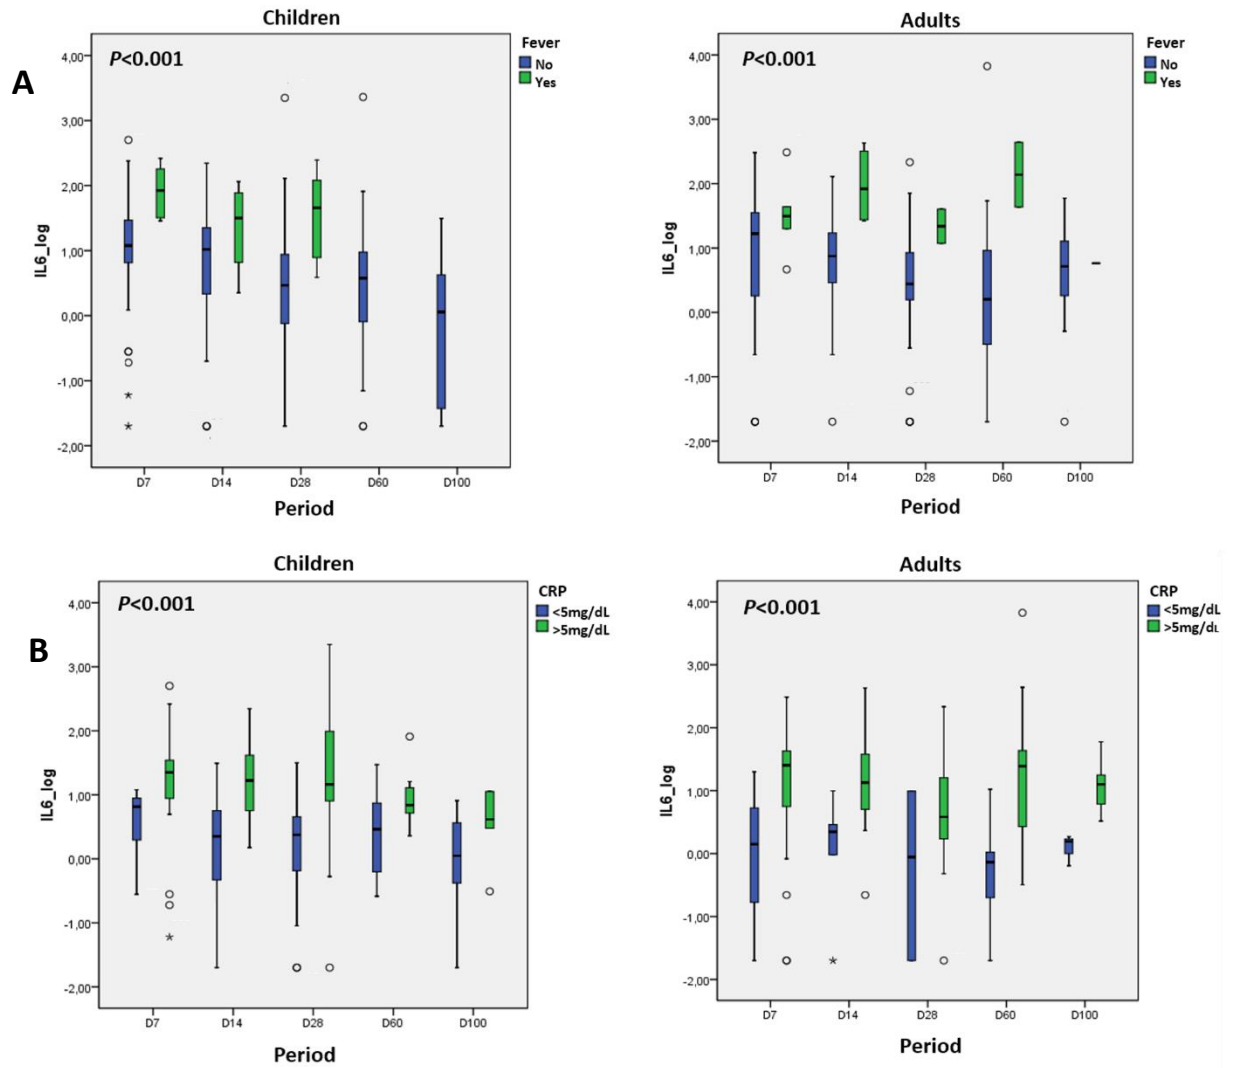 Children
Adults
A
P<0.001
Fever
No
Yes
4,00
3,00
2,00
1,00
0,00
-1,00
-2,00
IL6_log
D7 D14 D28 D60 D100
Period
P<0.001
Fever
No
Yes
4,00
3,00
2,00
1,00
0,00
-1,00
-2,00
IL6_log
D7 D14 D28 D60 D100
Period
Children
Adults
B
P<0.001
CRP
<5mg/dL
>5mg/dL
4,00
3,00
2,00
1,00
0,00
-1,00
-2,00
IL6_log
D7 D14 D28 D60 D100
Period
P<0.001
CRP
<5mg/dL
>5mg/dL
4,00
3,00
2,00
1,00
0,00
-1,00
-2,00
IL6_log
D7 D14 D28 D60 D100
Period